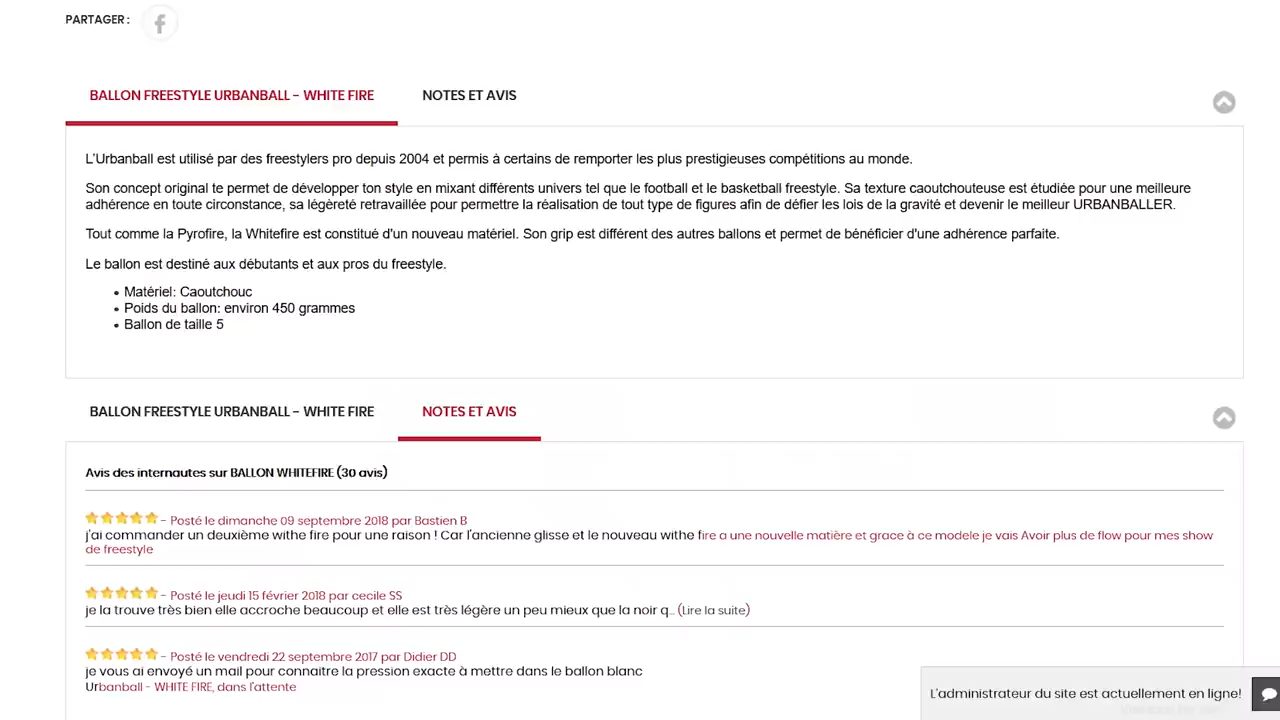 PARTAGER :
BALLON FREESTYLE URBANBALL - WHITE FIRE
NOTES ET AVIS
L'Urbanball est utilisé par des freestylers pro depuis 2004 et permis à certains de remporter les plus prestigieuses compétitions au monde.
Son concept original te permet de développer ton style en mixant différents univers tel que le football et le basketball freestyle. Sa texture caoutchouteuse est étudiée pour une meilleure
adhérence en toute circonstance, sa légèreté retravaillée pour permettre la réalisation de tout type de figures afin de défier les lois de la gravité et devenir le meilleur URBANBALLER.
Tout comme la Pyrofire, la Whitefire est constitué d'un nouveau matériel. Son grip est différent des autres ballons et permet de bénéficier d'une adhérence parfaite.
Le ballon est destiné aux débutants et aux pros du freestyle.
• Matériel: Caoutchouc
• Poids du ballon: environ 450 grammes
• Ballon de taille 5
BALLON FREESTYLE URBANBALL - WHITE FIRE
NOTES ET AVIS
Avis des internautes sur BALLON WHITEFIRE (30 avis)
- Posté le dimanche 09 septembre 2018 par Bastien B
j'ai commander un deuxième withe fire pour une raison ! Car l'ancienne glisse et le nouveau withe fire a une nouvelle matière et grace à ce modele je vais Avoir plus de flow pour mes show
de freestyle
- Posté le jeudi 15 février 2018 par cecile SS
je la trouve très bien elle accroche beaucoup et elle est très légère un peu mieux que la noir q... (Lire la suite)
- Posté le vendredi 22 septembre 2017 par Didier DD
je vous ai envoyé un mail pour connaitre la pression exacte à mettre dans le ballon blanc
Urbanball - WHITE FIRE, dans l'attente
L'administrateur du site est actuellement en ligne!